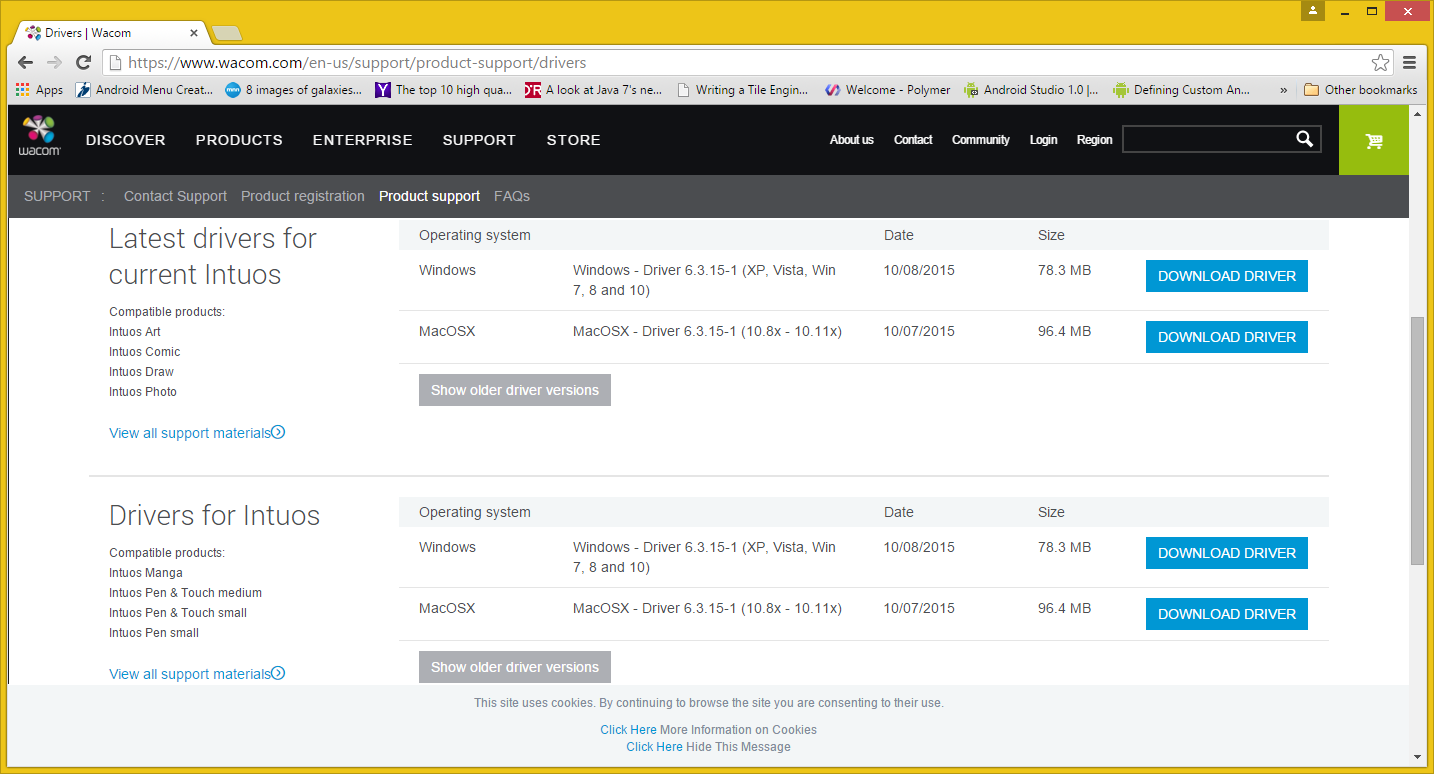 Drivers | Wacom
https://www.wacom.com/en-us/support/product-support/drivers
Apps Android Menu Creat... 8 images of galaxies... The top 10 high qua... A look at Java 7's ne... Writing a Tile Engin... Welcome - Polymer Android Studio 1.0 |... Defining Custom An... » Other bookmarks
wacom DISCOVER PRODUCTS ENTERPRISE SUPPORT STORE About us Contact Community Login Region
SUPPORT : Contact Support Product registration Product support FAQs
Latest drivers for
current Intuos
Compatible products:
Intuos Art
Intuos Comic
Intuos Draw
Intuos Photo
View all support materials
Operating system Date Size
Windows Windows - Driver 6.3.15-1 (XP, Vista, Win 10/08/2015 78.3 MB DOWNLOAD DRIVER
7, 8 and 10)
MacOSX MacOSX - Driver 6.3.15-1 (10.8x - 10.11x) 10/07/2015 96.4 MB DOWNLOAD DRIVER
Show older driver versions
Drivers for Intuos
Compatible products:
Intuos Manga
Intuos Pen & Touch medium
Intuos Pen & Touch small
Intuos Pen small
View all support materials
Operating system Date Size
Windows Windows - Driver 6.3.15-1 (XP, Vista, Win 10/08/2015 78.3 MB DOWNLOAD DRIVER
7, 8 and 10)
MacOSX MacOSX - Driver 6.3.15-1 (10.8x - 10.11x) 10/07/2015 96.4 MB DOWNLOAD DRIVER
Show older driver versions
This site uses cookies. By continuing to browse the site you are consenting to their use.
Click Here More Information on Cookies
Click Here Hide This Message